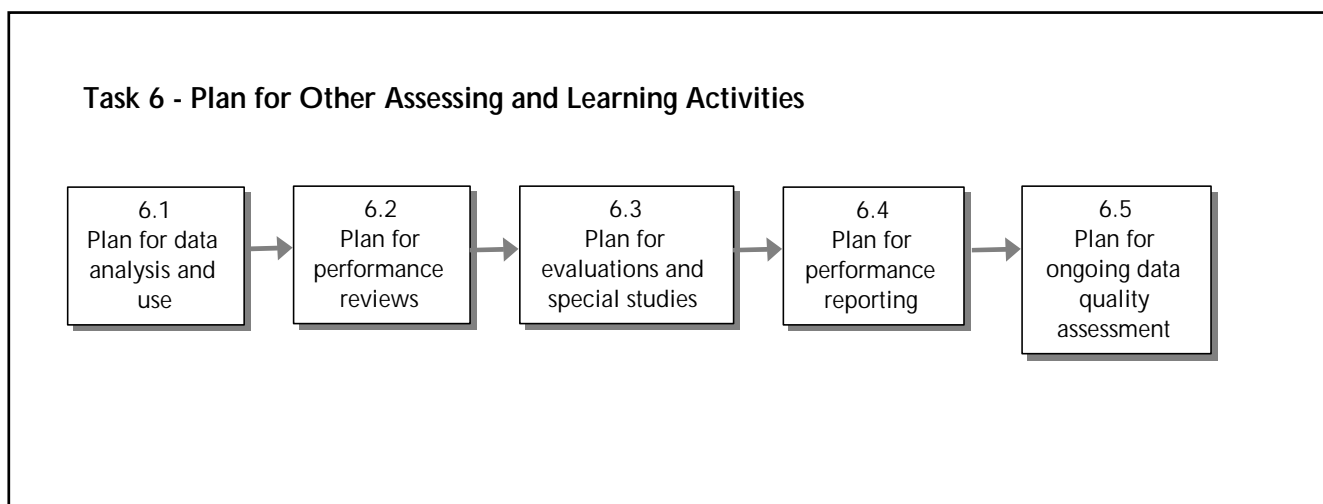 Task 6 - Plan for Other Assessing and Learning Activities
6.1
Plan for data
analysis and
use
6.2
Plan for
performance
reviews
6.3
Plan for
evaluations and
special studies
6.4
Plan for
performance
reporting
6.5
Plan for
ongoing data
quality
assessment